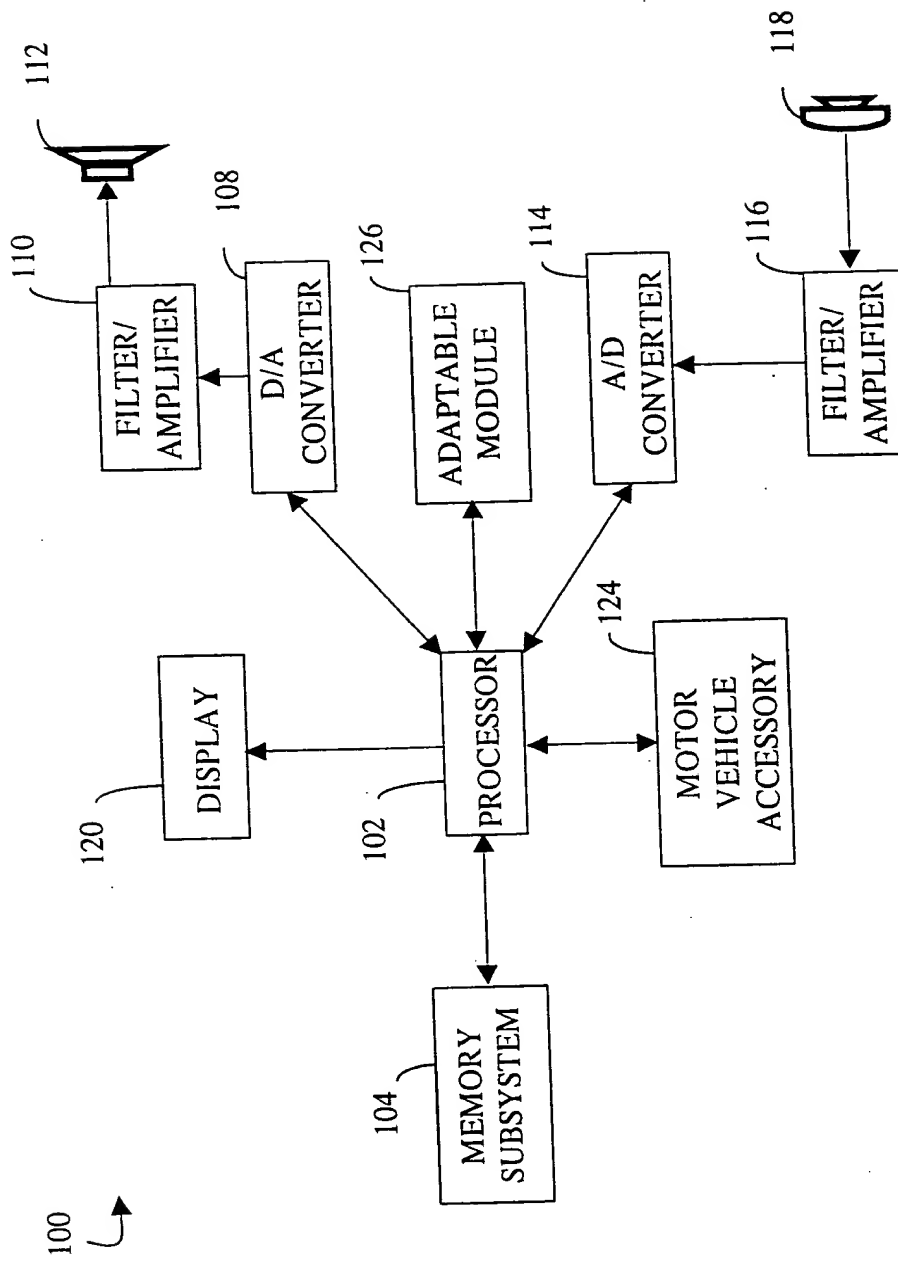 100
112
110
FILTER/
AMPLIFIER
108
D/A
CONVERTER
120
DISPLAY
126
ADAPTABLE
MODULE
102
PROCESSOR
104
MEMORY
SUBSYSTEM
114
A/D
CONVERTER
124
MOTOR
VEHICLE
ACCESSORY
116
FILTER/
AMPLIFIER
118